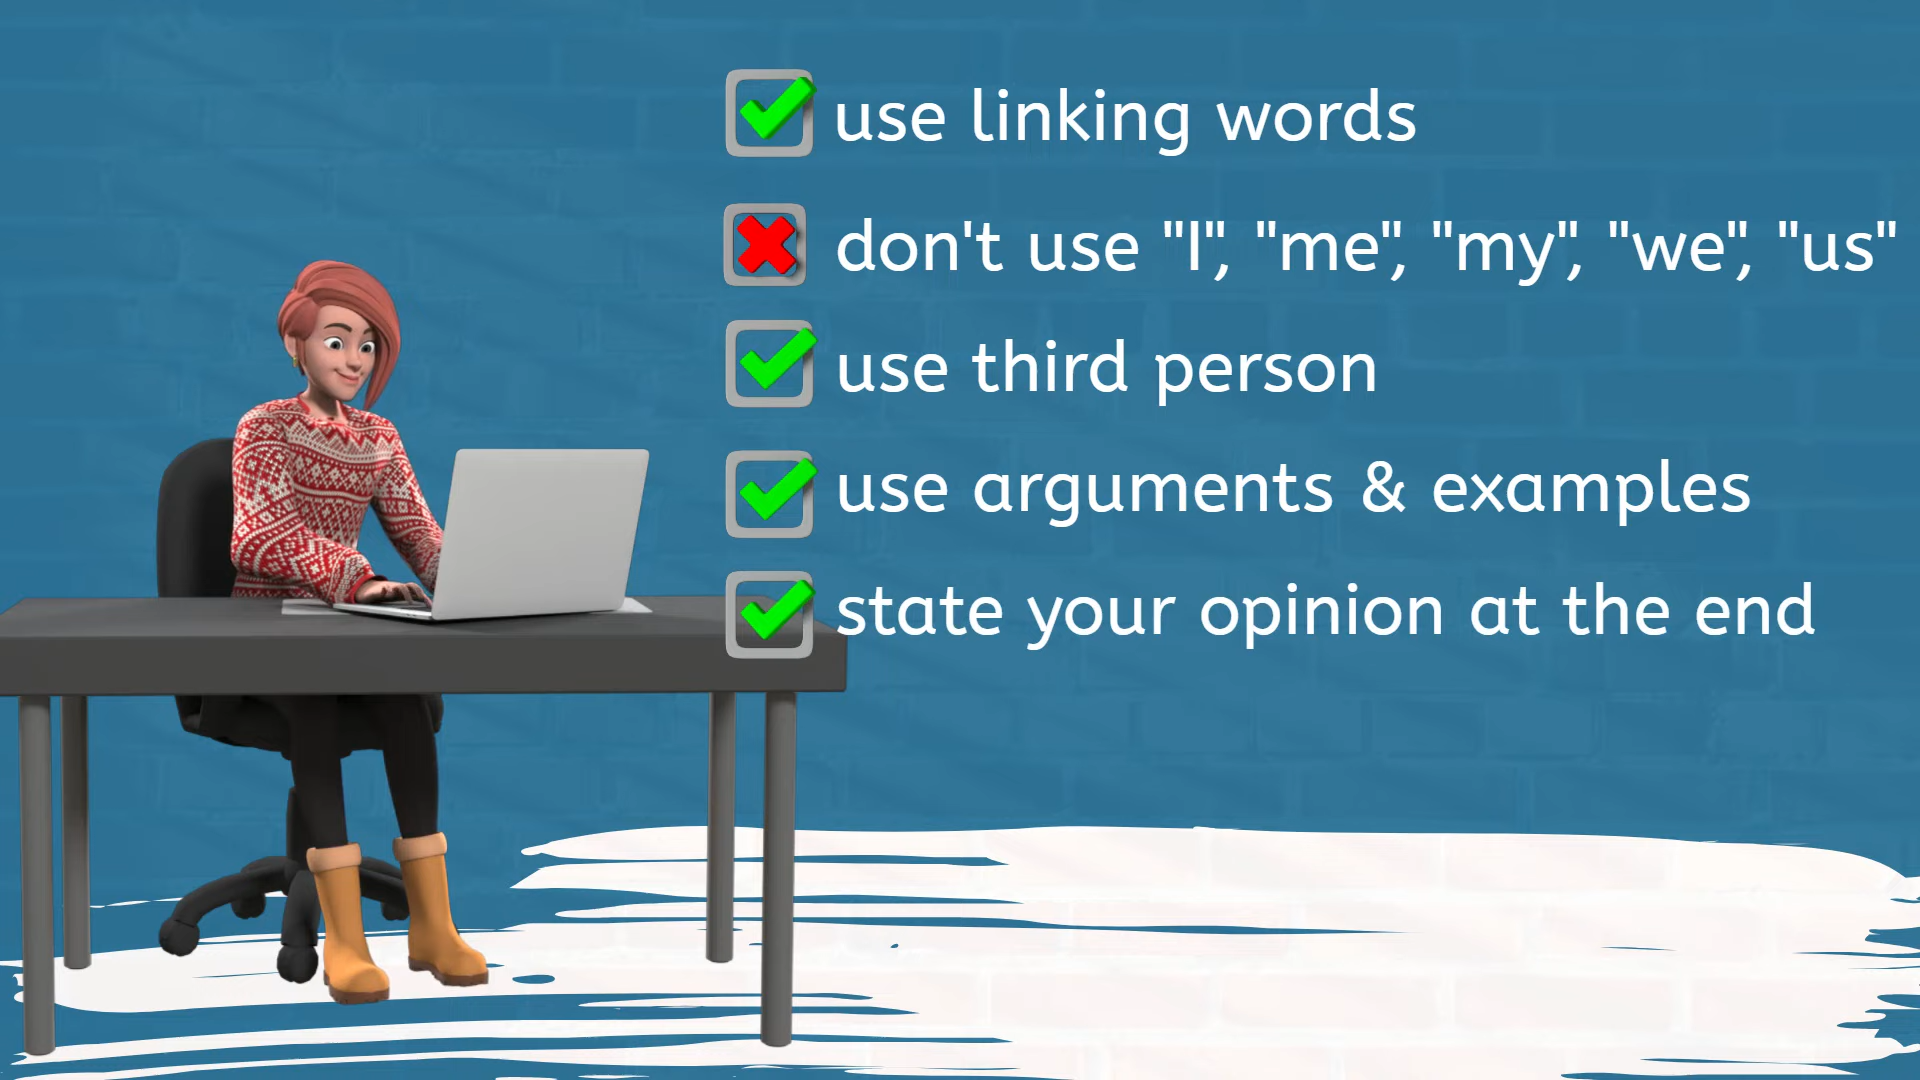 use linking words
don't use "I", "me", "my", "we", "us"
use third person
use arguments & examples
state your opinion at the end